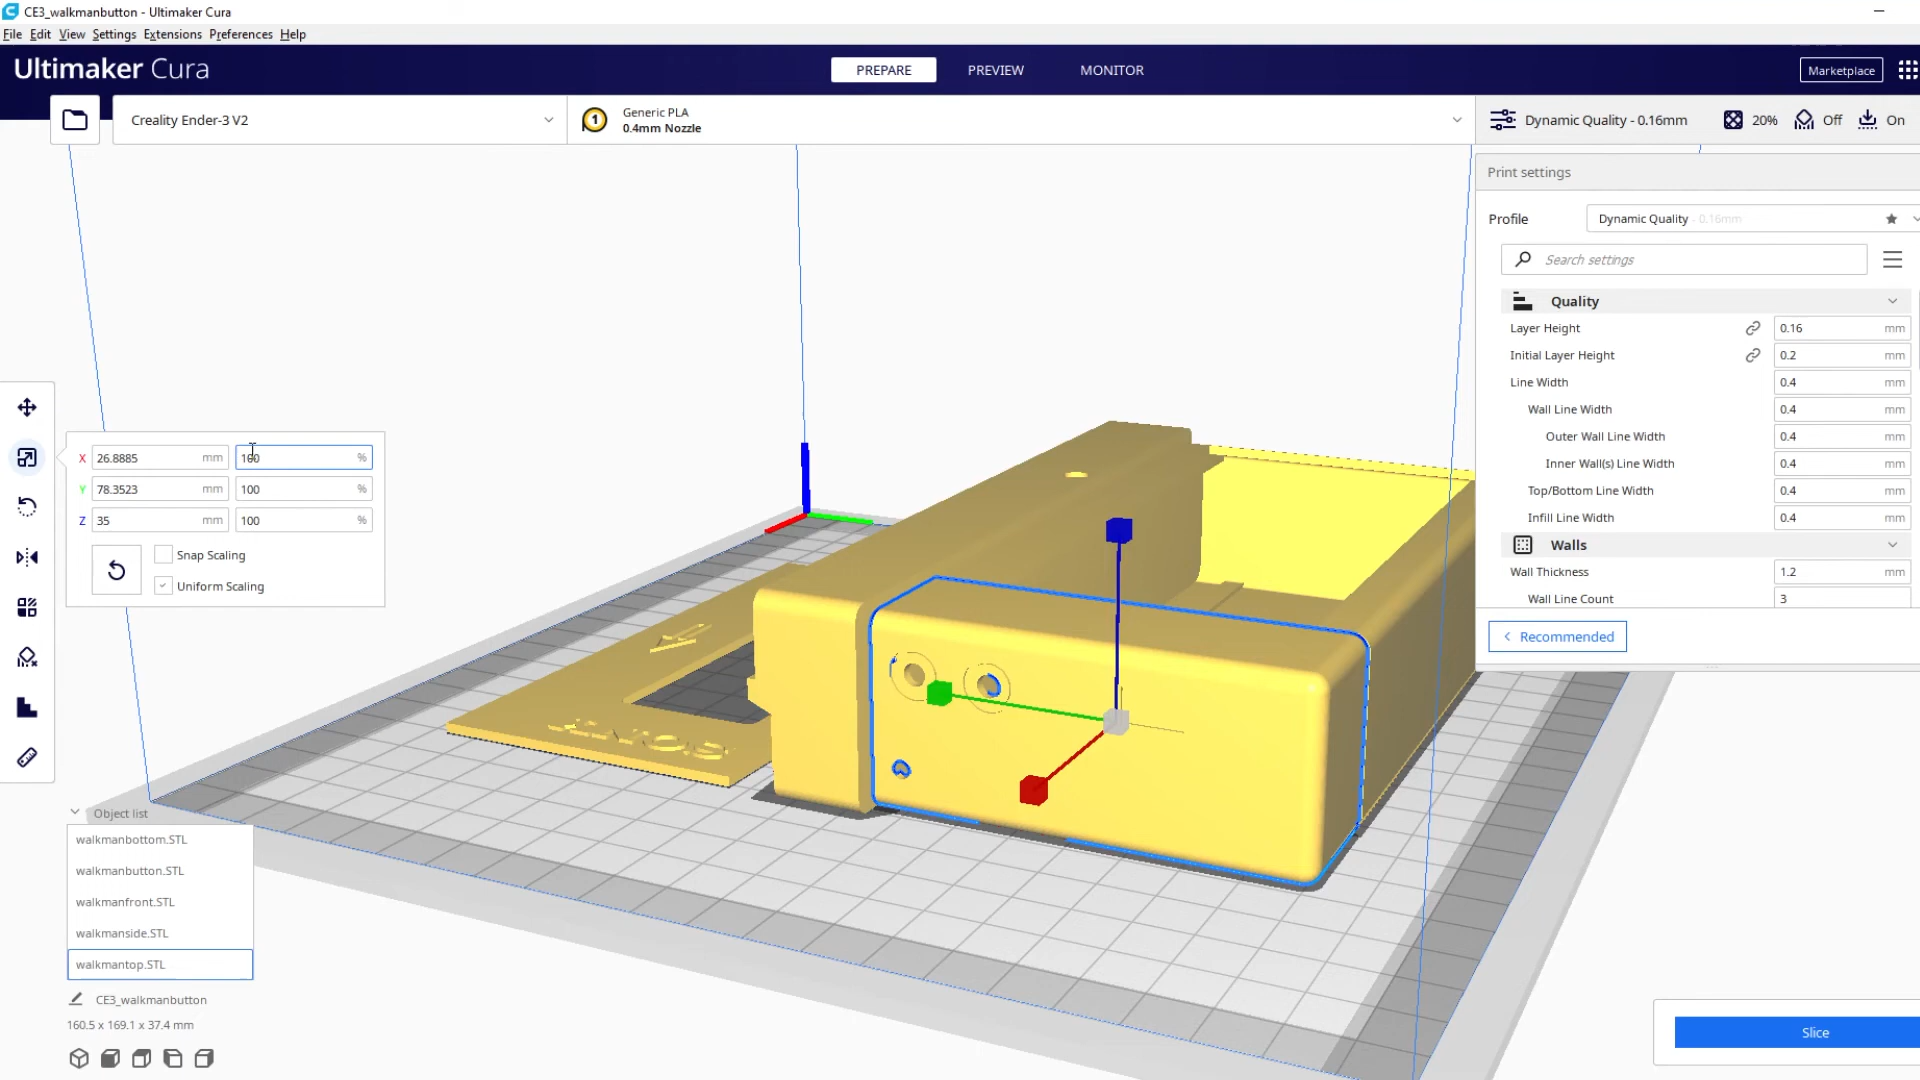 CE3_walkmanbutton - Ultimaker Cura
File Edit View Settings Extensions Preferences Help
Ultimaker Cura
PREPARE
PREVIEW
MONITOR
Marketplace
Creality Ender-3 V2
1
Generic PLA
0.4mm Nozzle
Dynamic Quality - 0.16mm
20%
Off
On
Print settings
Profile
Dynamic Quality - 0.16mm
Search settings
Quality
Layer Height 0.16 mm
Initial Layer Height 0.2 mm
Line Width 0.4 mm
Wall Line Width 0.4 mm
Outer Wall Line Width 0.4 mm
Inner Wall(s) Line Width 0.4 mm
Top/Bottom Line Width 0.4 mm
Infill Line Width 0.4 mm
Walls
Wall Thickness 1.2 mm
Wall Line Count 3
Recommended
X 26.8885 mm 100 %
Y 78.3523 mm 100 %
Z 35 mm 100 %
Snap Scaling
Uniform Scaling
Object list
walkmanbottom.STL
walkmanbutton.STL
walkmanfront.STL
walkmanside.STL
walkmantop.STL
CE3_walkmanbutton
160.5 x 169.1 x 37.4 mm
Slice